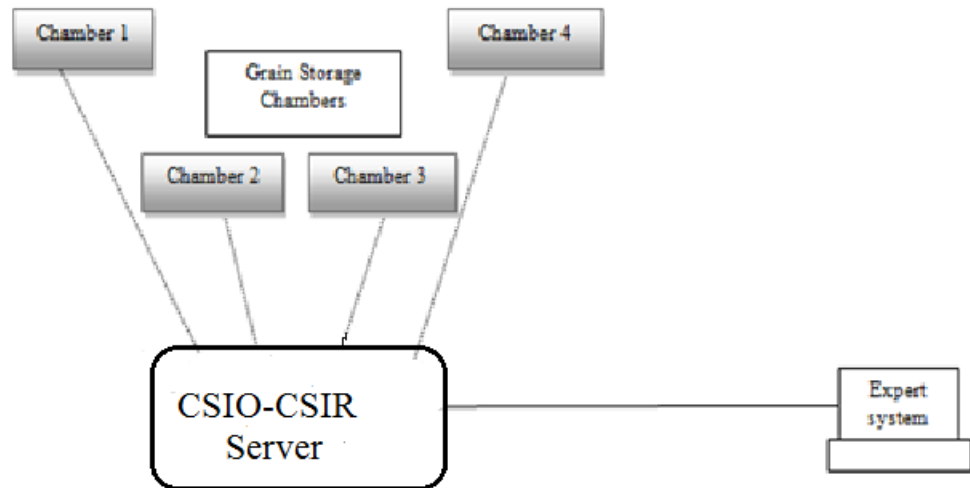 Chamber 1
Chamber 4
Grain Storage
Chambers
Chamber 2
Chamber 3
CSIO-CSIR
Server
Expert
system